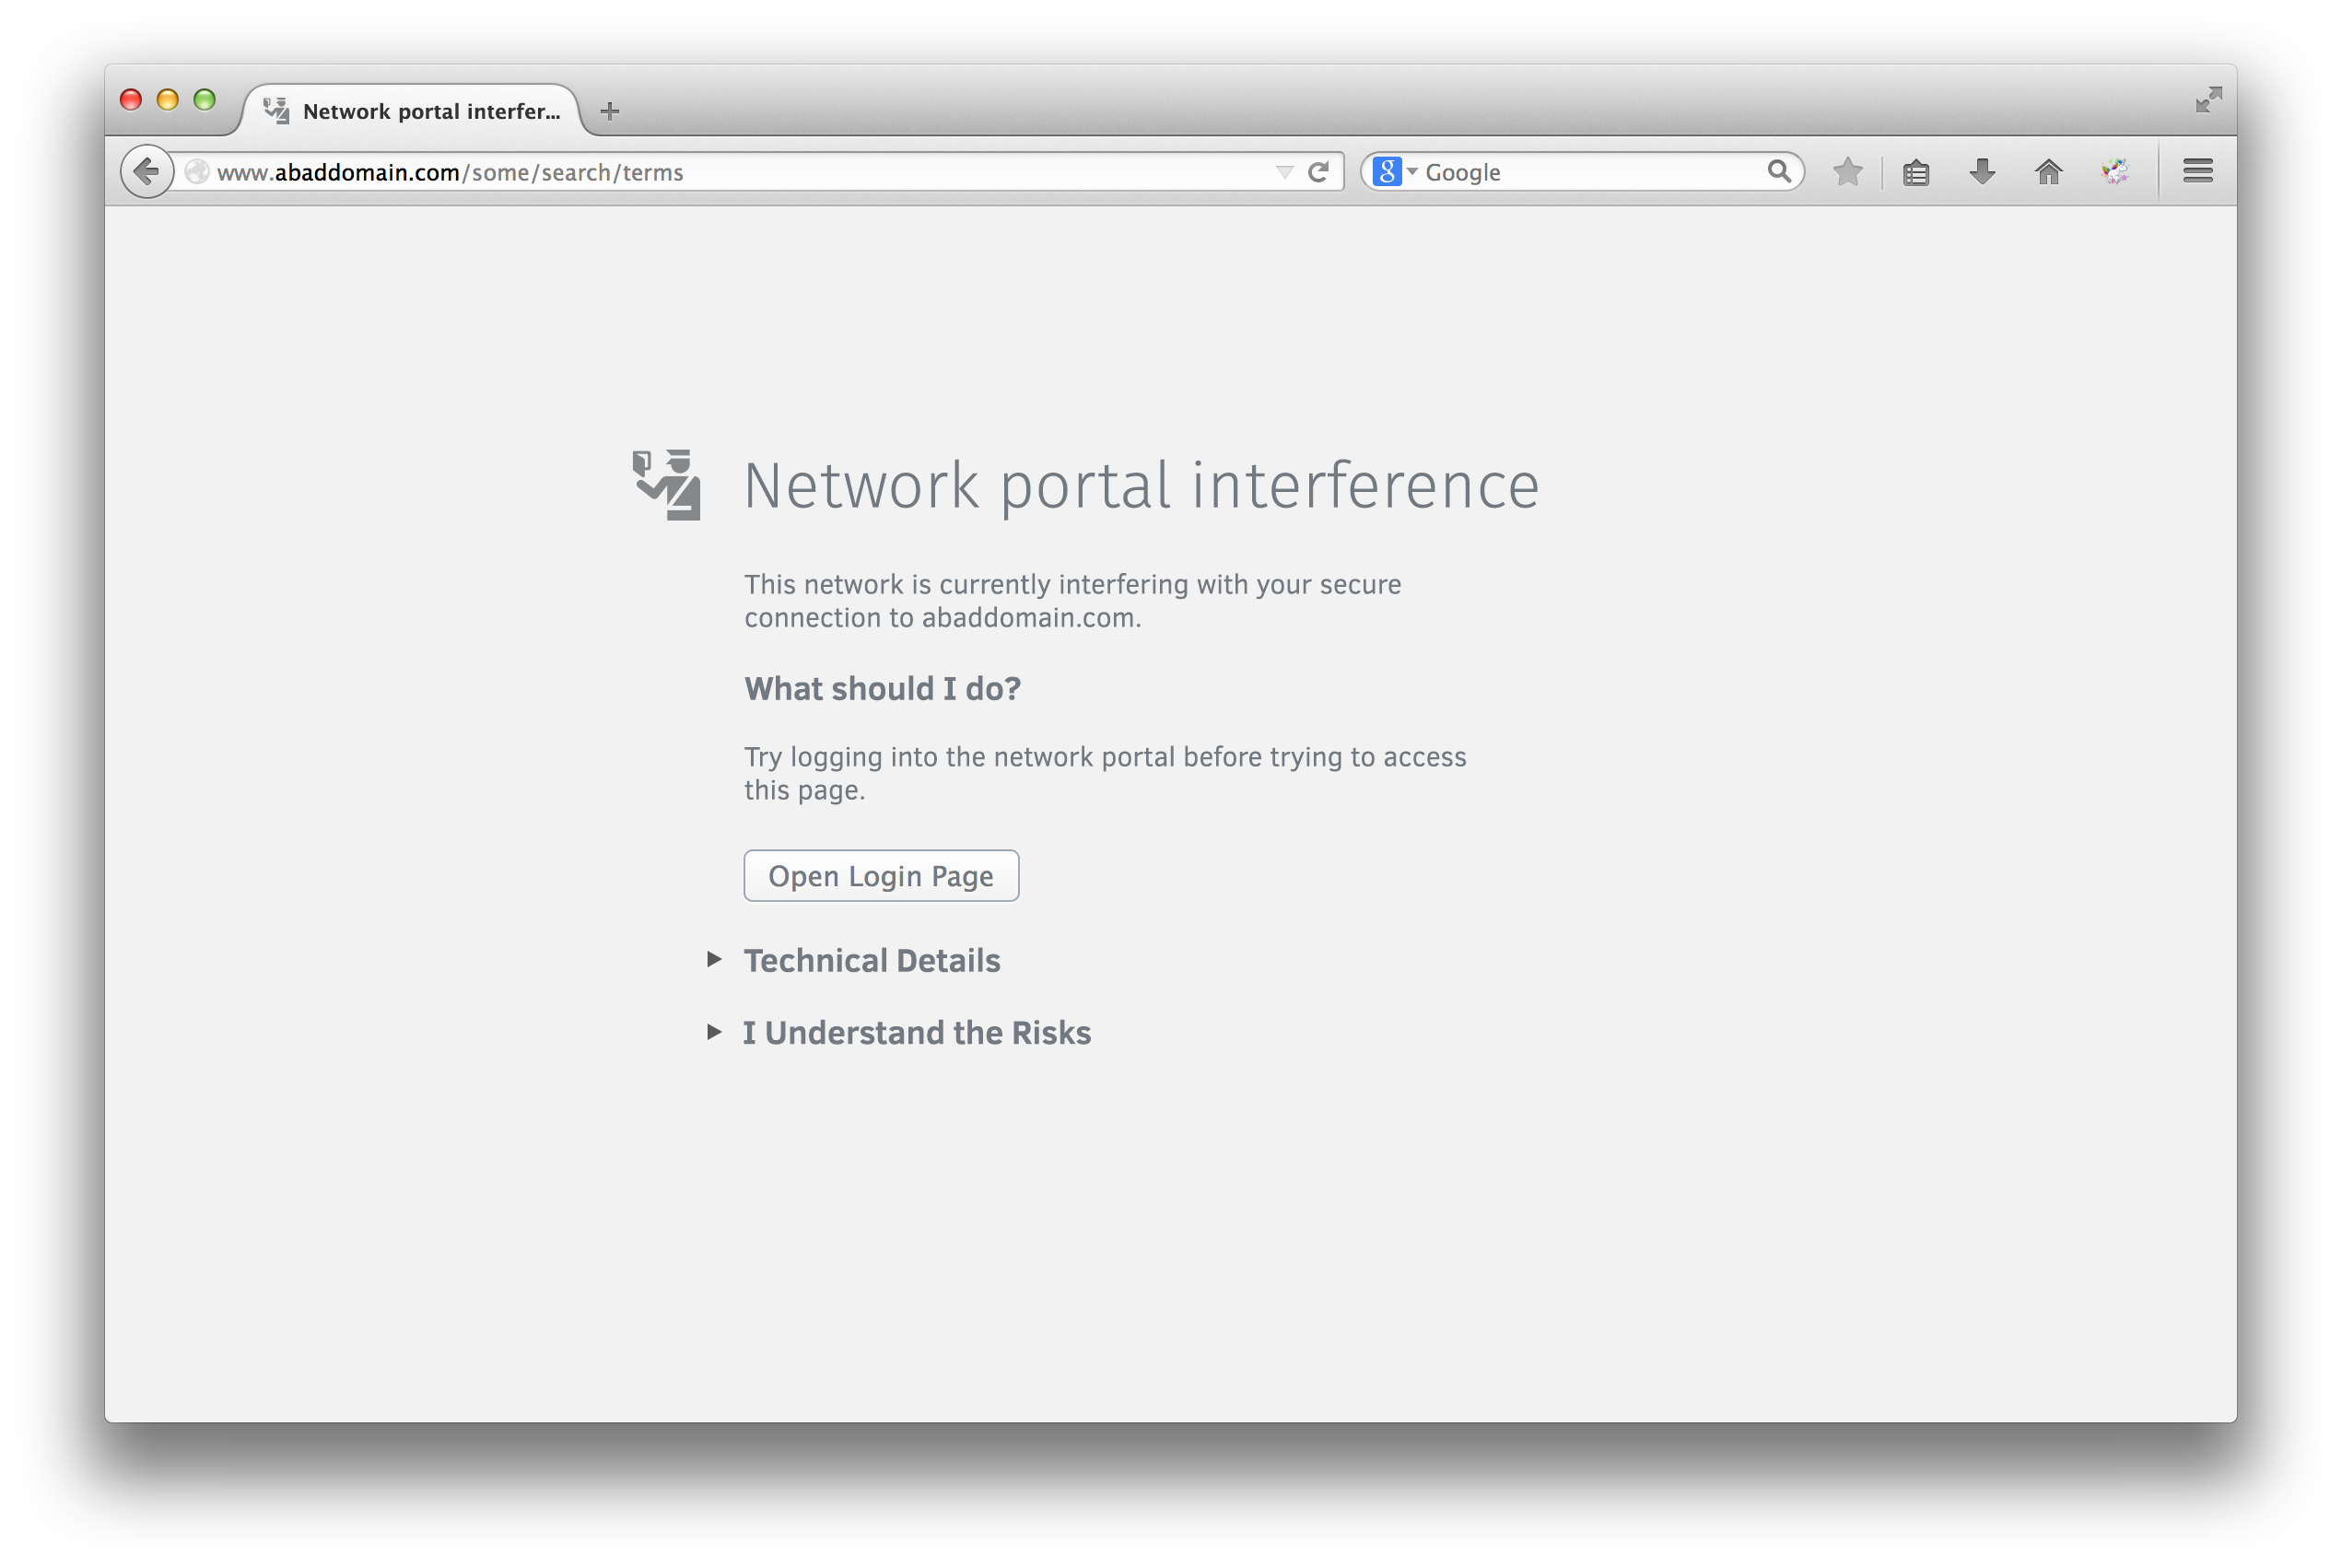 Network portal interfer...
www.abaddomain.com/some/search/terms
g Google
Network portal interference
This network is currently interfering with your secure
connection to abaddomain.com.
What should I do?
Try logging into the network portal before trying to access
this page.
Open Login Page
Technical Details
I Understand the Risks